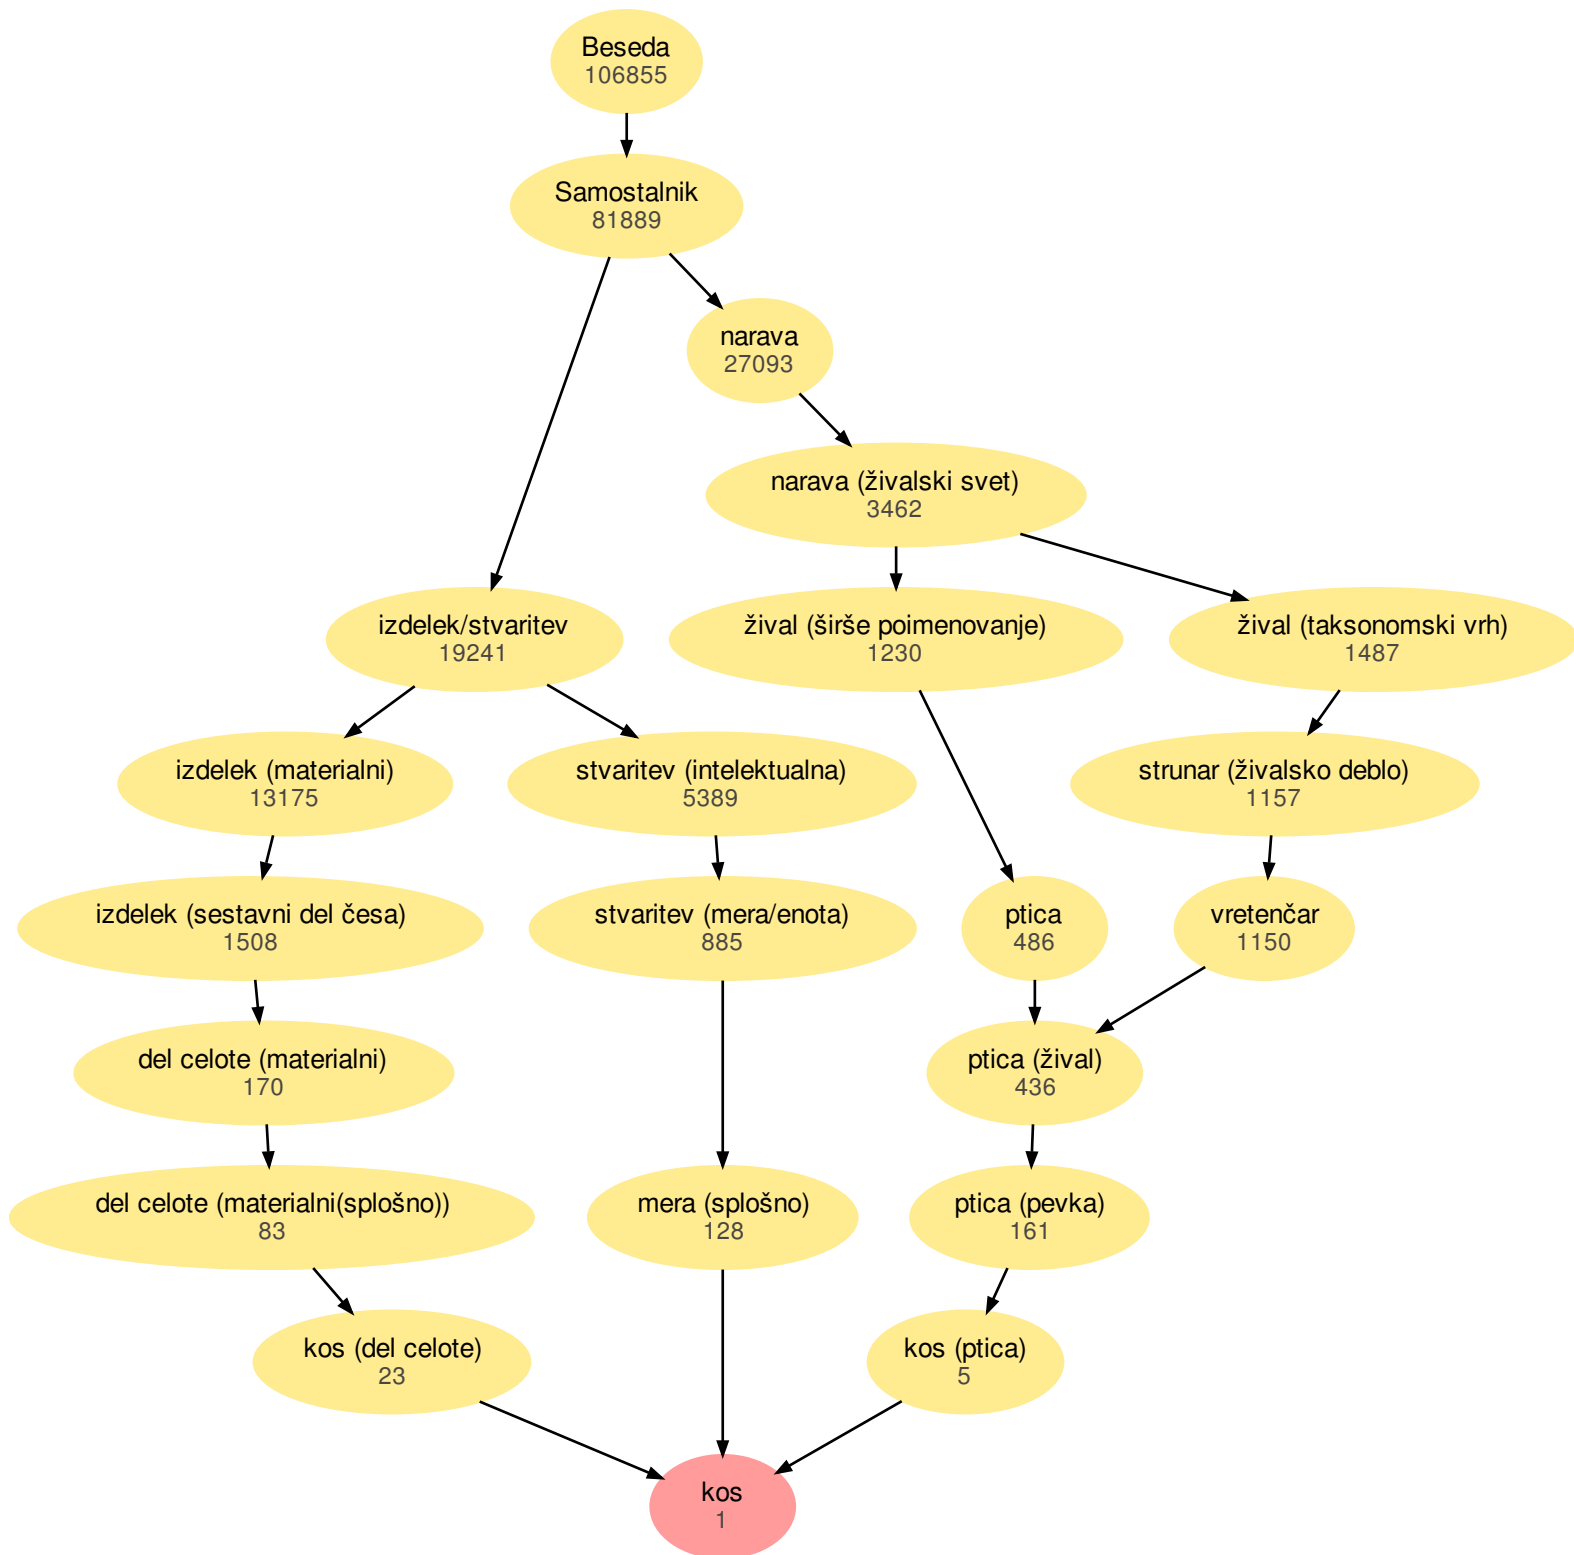 Beseda
106855
Samostalnik
81889
narava
27093
narava (živalski svet)
3462
izdelek/stvaritev
19241
žival (širše poimenovanje)
1230
žival (taksonomski vrh)
1487
izdelek (materialni)
13175
stvaritev (intelektualna)
5389
strunar (živalsko deblo)
1157
izdelek (sestavni del česa)
1508
stvaritev (mera/enota)
885
ptica
486
vretenčar
1150
del celote (materialni)
170
ptica (žival)
436
del celote (materialni(splošno))
83
mera (splošno)
128
ptica (pevka)
161
kos (del celote)
23
kos (ptica)
5
kos
1